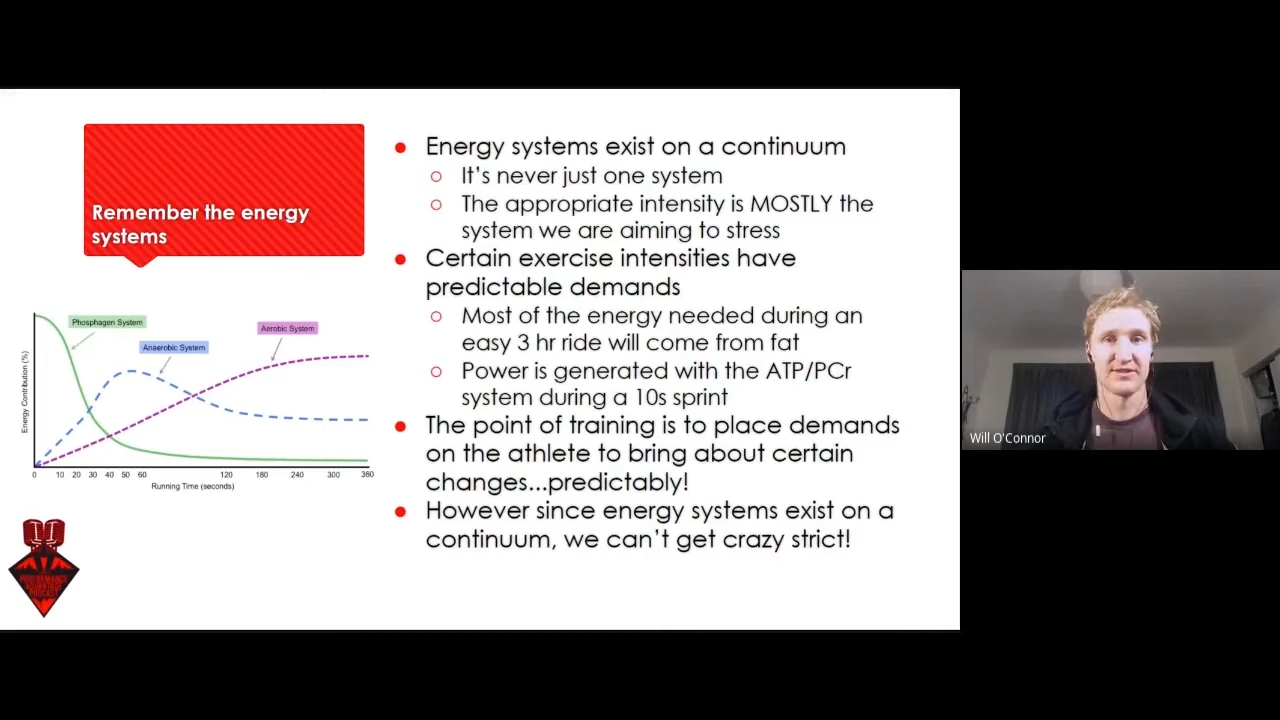 Remember the energy
systems
● Energy systems exist on a continuum
○ It's never just one system
○ The appropriate intensity is MOSTLY the
system we are aiming to stress
● Certain exercise intensities have
predictable demands
○ Most of the energy needed during an
easy 3 hr ride will come from fat
○ Power is generated with the ATP/PCr
system during a 10s sprint
● The point of training is to place demands
on the athlete to bring about certain
changes...predictably!
● However since energy systems exist on a
continuum, we can't get crazy strict!
Phosphagen System
Anaerobic System
Aerobic System
Energy Contribution (%)
0 10 20 30 40 50 60 120 180 240 300 360
Running Time (seconds)
PERFORMANCE
ADVANTAGE
PODCAST
Will O'Connor